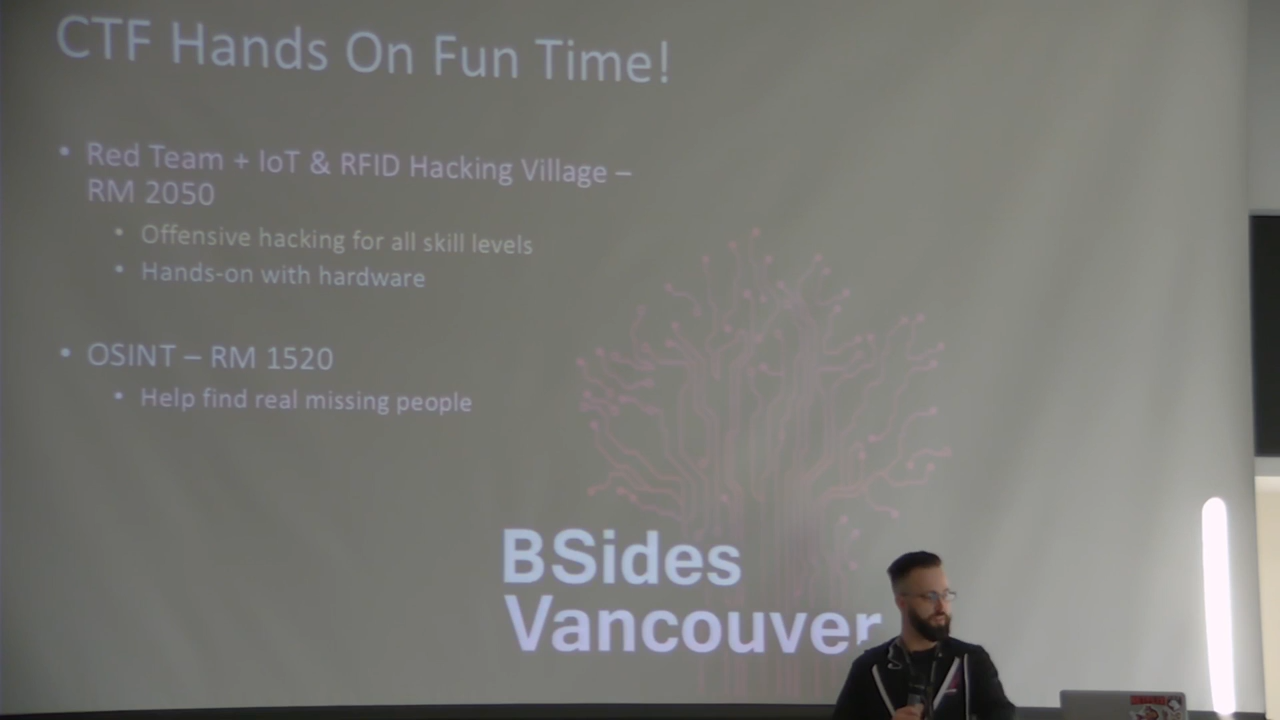 CTF Hands On Fun Time!
• Red Team + IoT & RFID Hacking Village –
RM 2050
• Offensive hacking for all skill levels
• Hands-on with hardware
• OSINT – RM 1520
• Help find real missing people
BSides
Vancouver